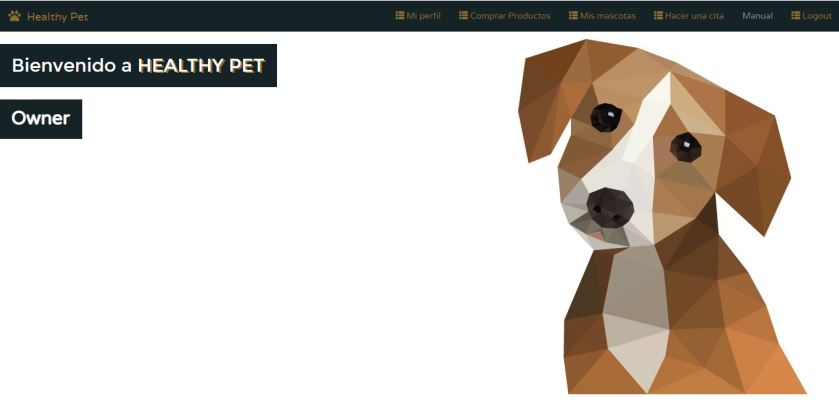 Healthy Pet Mi perfil Comprar Productos Mis mascotas Hacer una cita Manual Logout
Bienvenido a HEALTHY PET
Owner